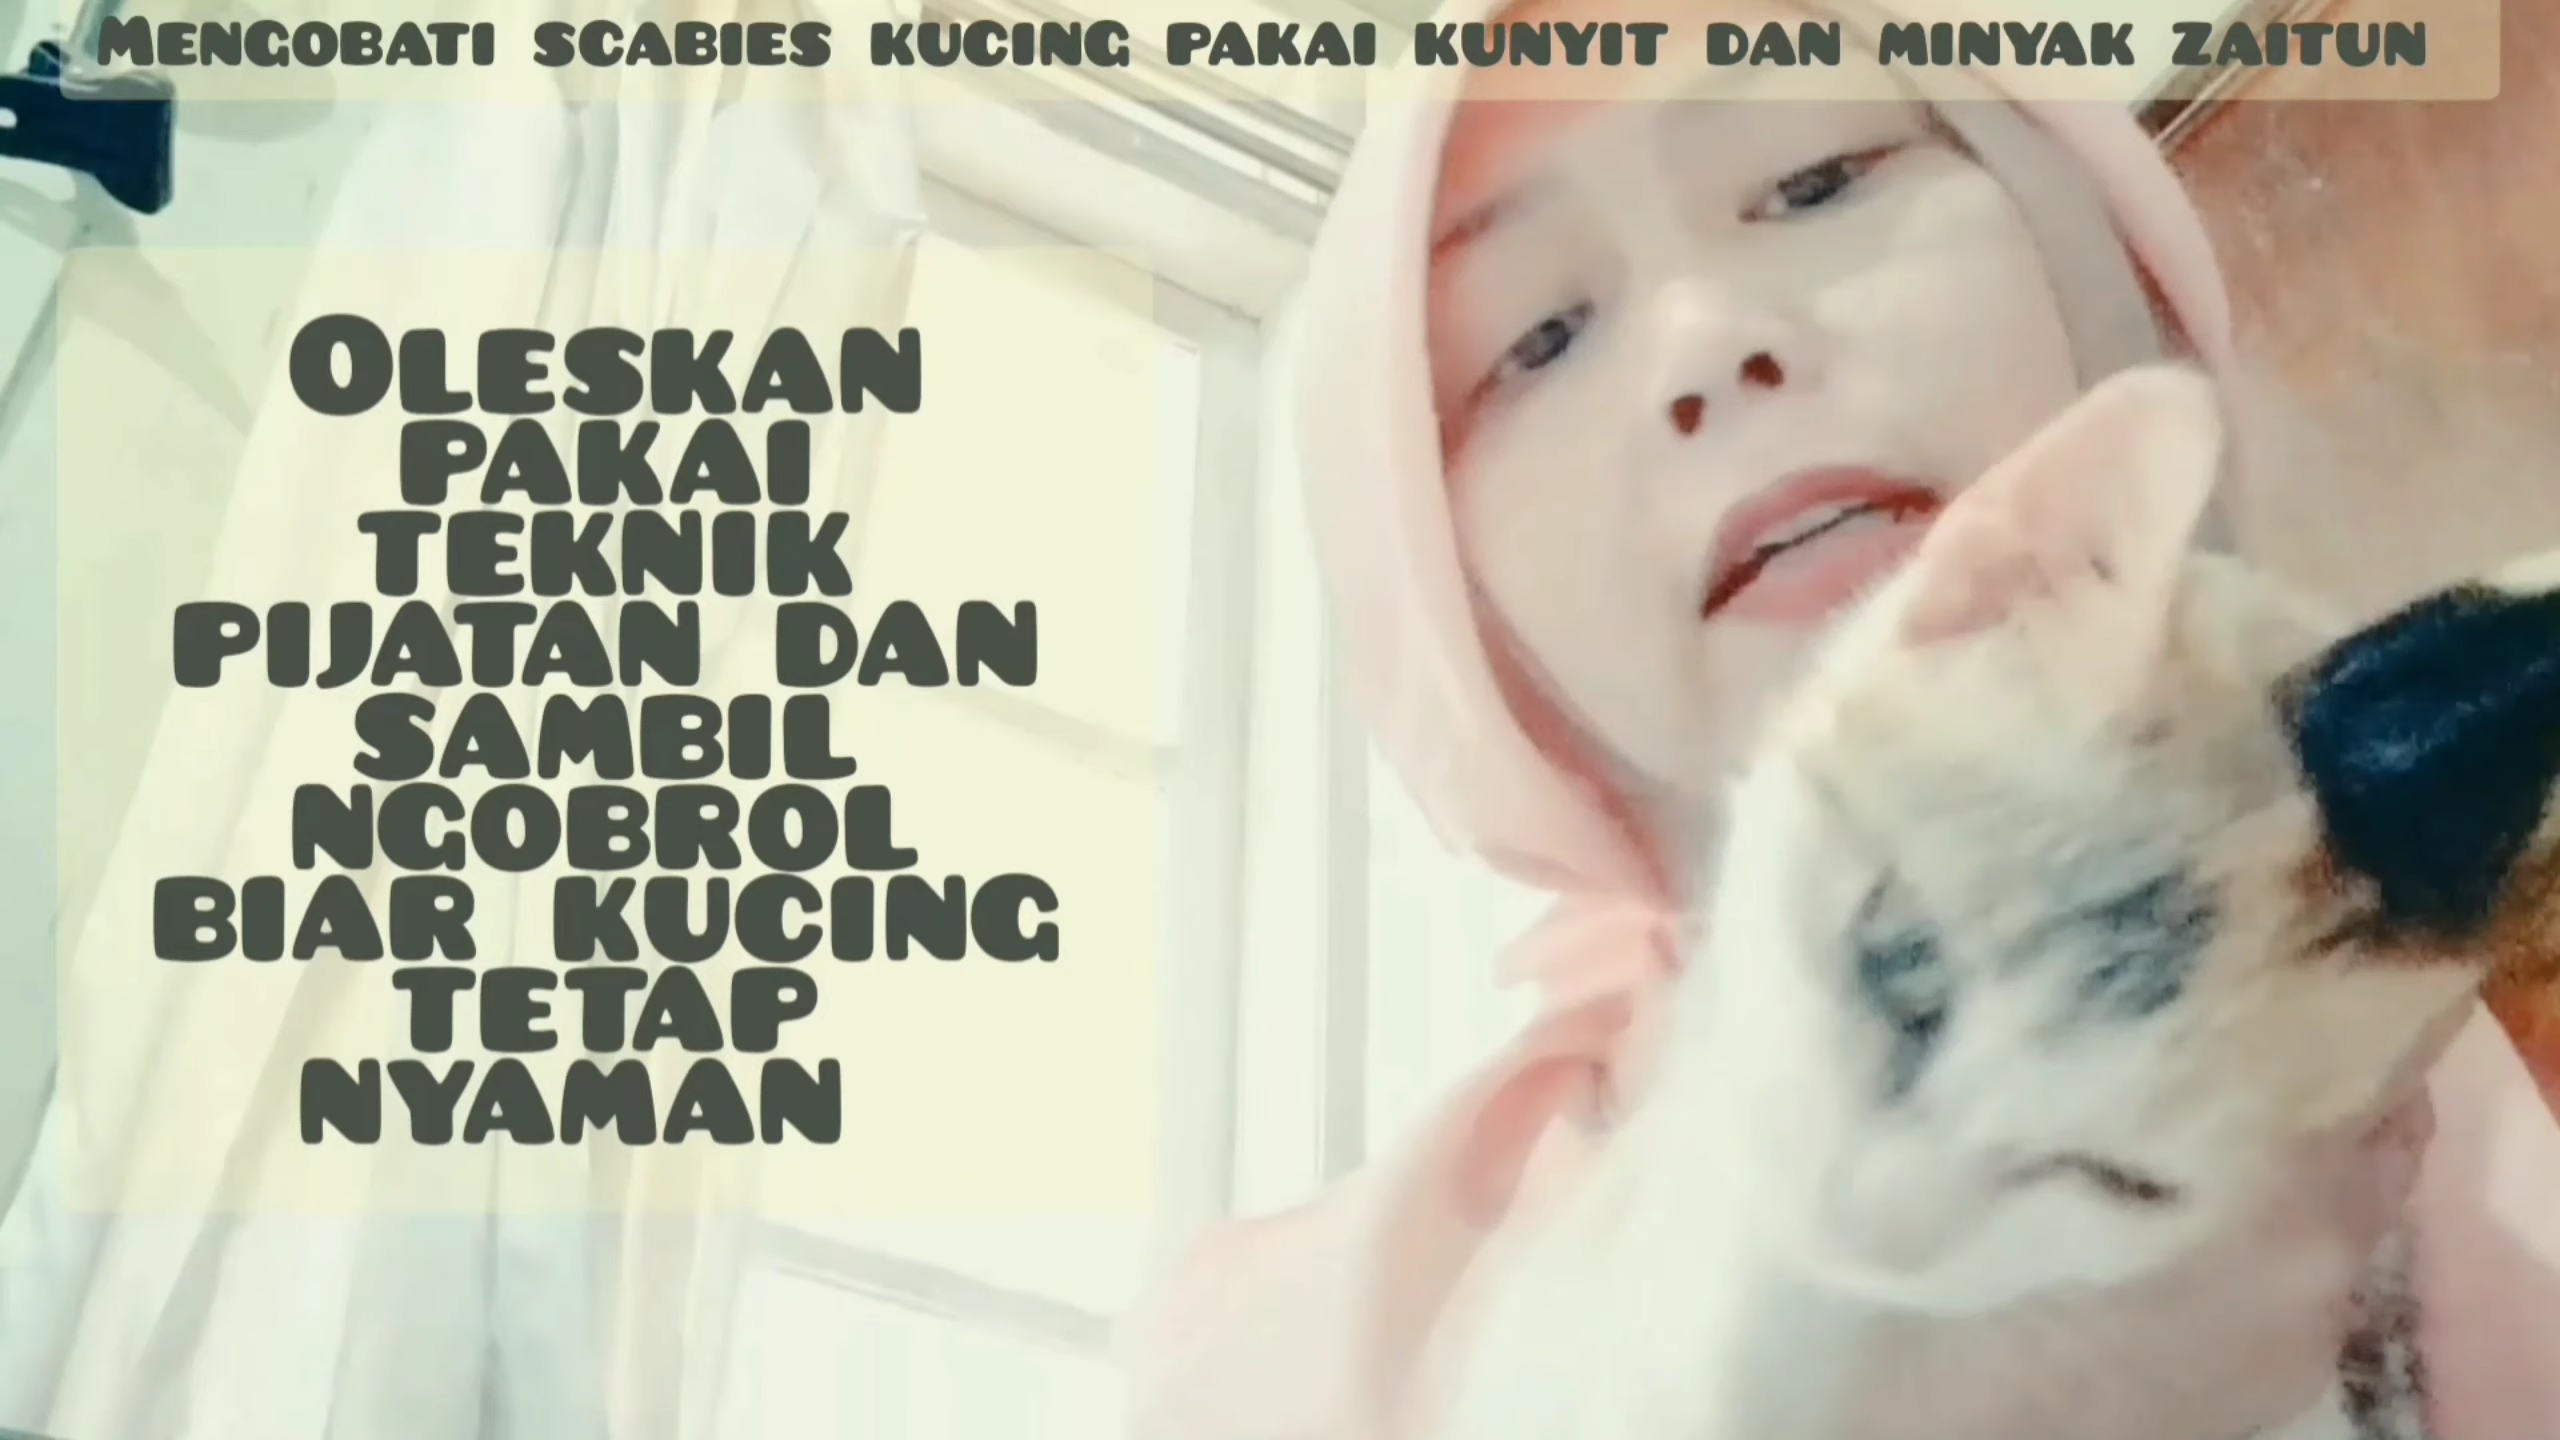 Mengobati scabies kucing pakai kunyit dan minyak zaitun
Oleskan
pakai
teknik
pijatan dan
sambil
ngobrol
biar kucing
tetap
nyaman